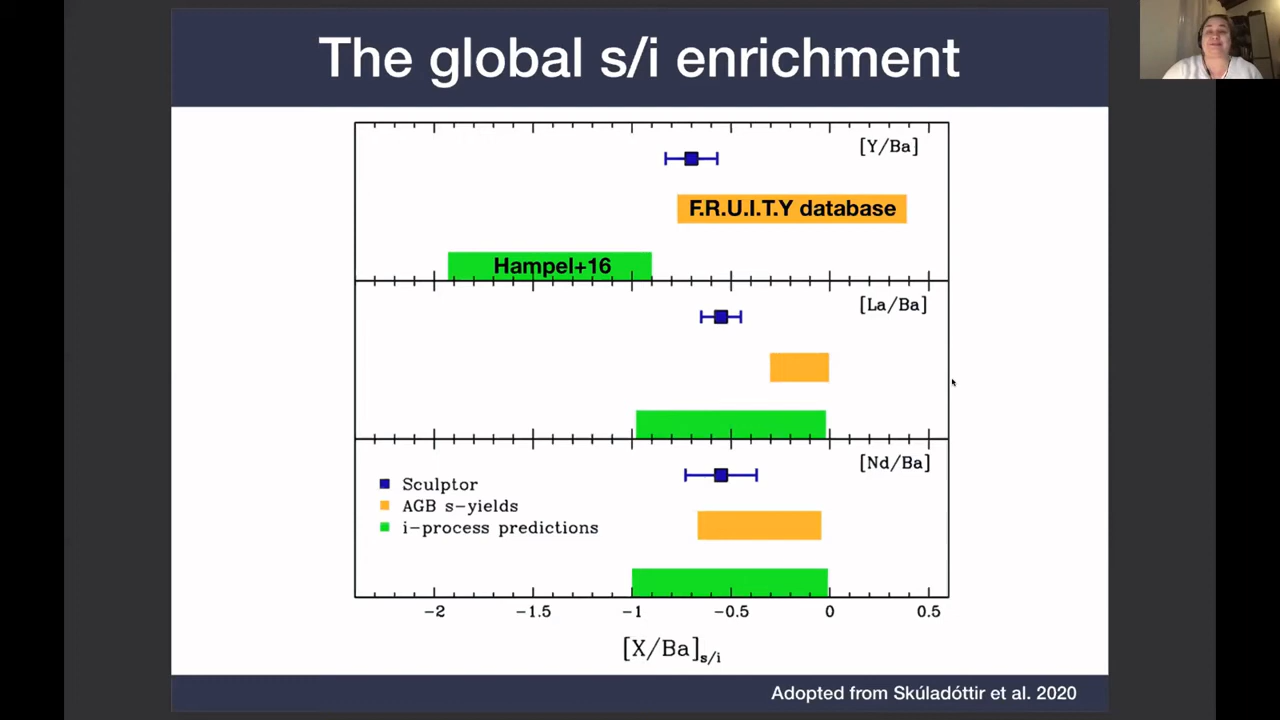 The global s/i enrichment
[Y/Ba]
F.R.U.I.T.Y database
Hampel+16
[La/Ba]
[Nd/Ba]
Sculptor
AGB s-yields
i-process predictions
-2 -1.5 -1 -0.5 0 0.5
[X/Ba]s/i
Adopted from Skúladóttir et al. 2020